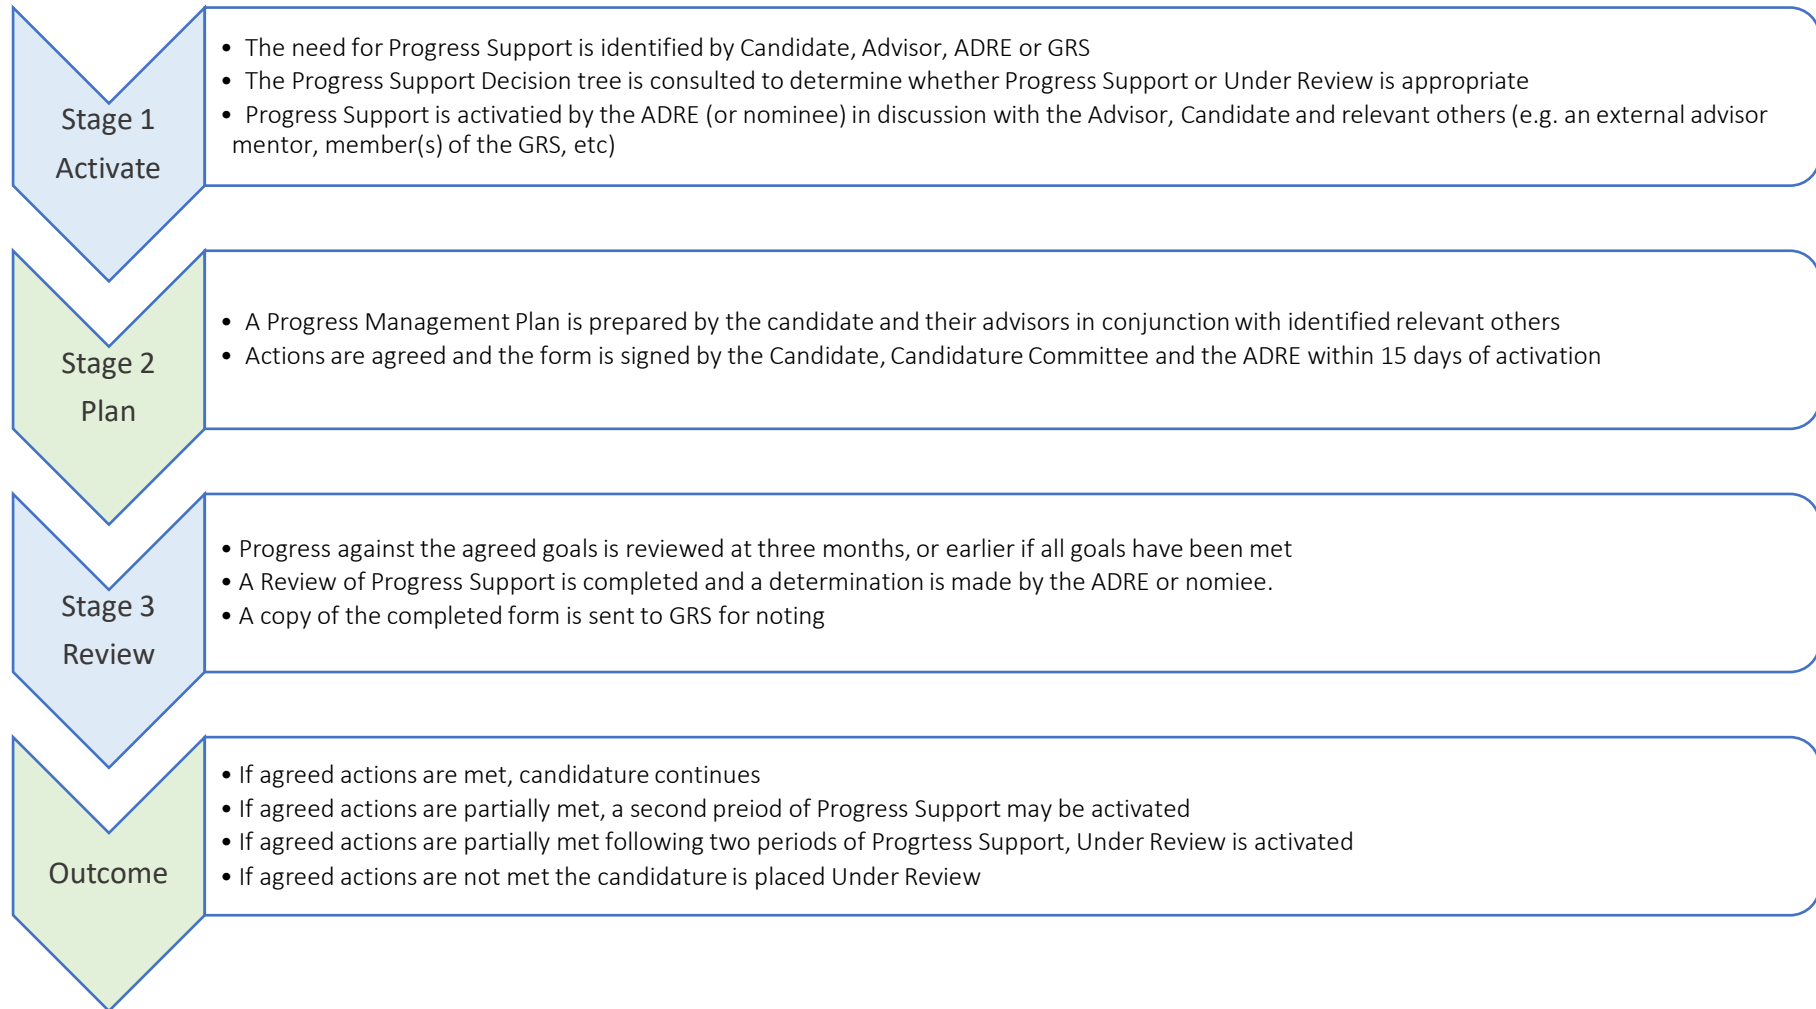 Stage 1
Activate
• The need for Progress Support is identified by Candidate, Advisor, ADRE or GRS
• The Progress Support Decision tree is consulted to determine whether Progress Support or Under Review is appropriate
• Progress Support is activatied by the ADRE (or nominee) in discussion with the Advisor, Candidate and relevant others (e.g. an external advisor
mentor, member(s) of the GRS, etc)
Stage 2
Plan
• A Progress Management Plan is prepared by the candidate and their advisors in conjunction with identified relevant others
• Actions are agreed and the form is signed by the Candidate, Candidature Committee and the ADRE within 15 days of activation
Stage 3
Review
• Progress against the agreed goals is reviewed at three months, or earlier if all goals have been met
• A Review of Progress Support is completed and a determination is made by the ADRE or nomiee.
• A copy of the completed form is sent to GRS for noting
Outcome
• If agreed actions are met, candidature continues
• If agreed actions are partially met, a second preiod of Progress Support may be activated
• If agreed actions are partially met following two periods of Progrtess Support, Under Review is activated
• If agreed actions are not met the candidature is placed Under Review